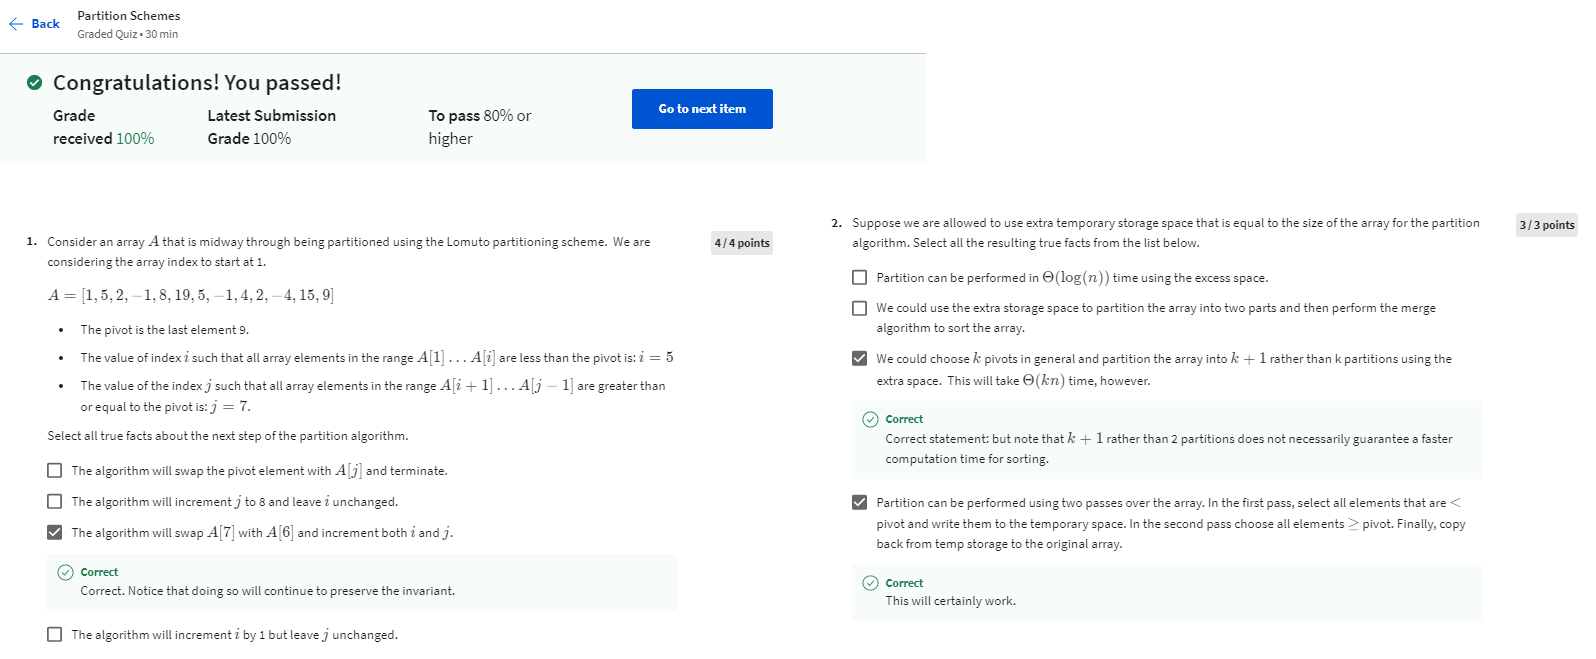 Back
Partition Schemes
Graded Quiz • 30 min
Congratulations! You passed!
Grade
received 100%
Latest Submission
Grade 100%
To pass 80% or
higher
Go to next item
1. Consider an array A that is midway through being partitioned using the Lomuto partitioning scheme. We are
considering the array index to start at 1.
4 / 4 points
A = [1, 5, 2, −1, 8, 19, 5, −1, 4, 2, −4, 15, 9]
• The pivot is the last element 9.
• The value of index i such that all array elements in the range A[1] . . . A[i] are less than the pivot is: i = 5
• The value of the index j such that all array elements in the range A[i + 1] . . . A[j − 1] are greater than
or equal to the pivot is: j = 7.
Select all true facts about the next step of the partition algorithm.
The algorithm will swap the pivot element with A[j] and terminate.
The algorithm will increment j to 8 and leave i unchanged.
The algorithm will swap A[7] with A[6] and increment both i and j.
Correct
Correct. Notice that doing so will continue to preserve the invariant.
The algorithm will increment i by 1 but leave j unchanged.
2. Suppose we are allowed to use extra temporary storage space that is equal to the size of the array for the partition
algorithm. Select all the resulting true facts from the list below.
3 / 3 points
Partition can be performed in Θ(log(n)) time using the excess space.
We could use the extra storage space to partition the array into two parts and then perform the merge
algorithm to sort the array.
We could choose k pivots in general and partition the array into k + 1 rather than k partitions using the
extra space. This will take Θ(kn) time, however.
Correct
Correct statement: but note that k + 1 rather than 2 partitions does not necessarily guarantee a faster
computation time for sorting.
Partition can be performed using two passes over the array. In the first pass, select all elements that are <
pivot and write them to the temporary space. In the second pass choose all elements ≥ pivot. Finally, copy
back from temp storage to the original array.
Correct
This will certainly work.